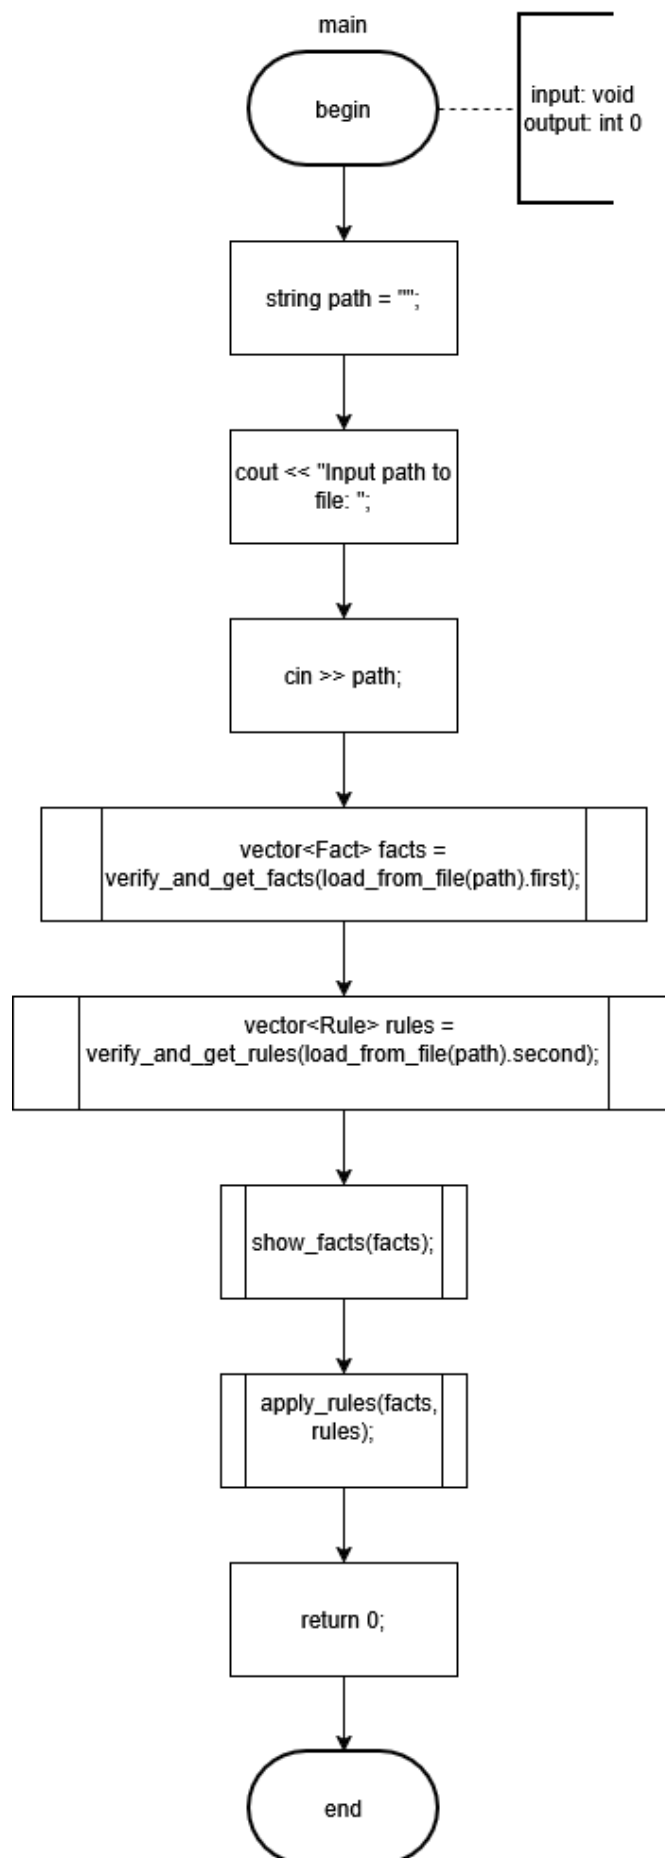 main
begin
input: void
output: int 0
string path = "";
cout << "Input path to
file: ";
cin >> path;
vector<Fact> facts =
verify_and_get_facts(load_from_file(path).first);
vector<Rule> rules =
verify_and_get_rules(load_from_file(path).second);
show_facts(facts);
apply_rules(facts,
rules);
return 0;
end